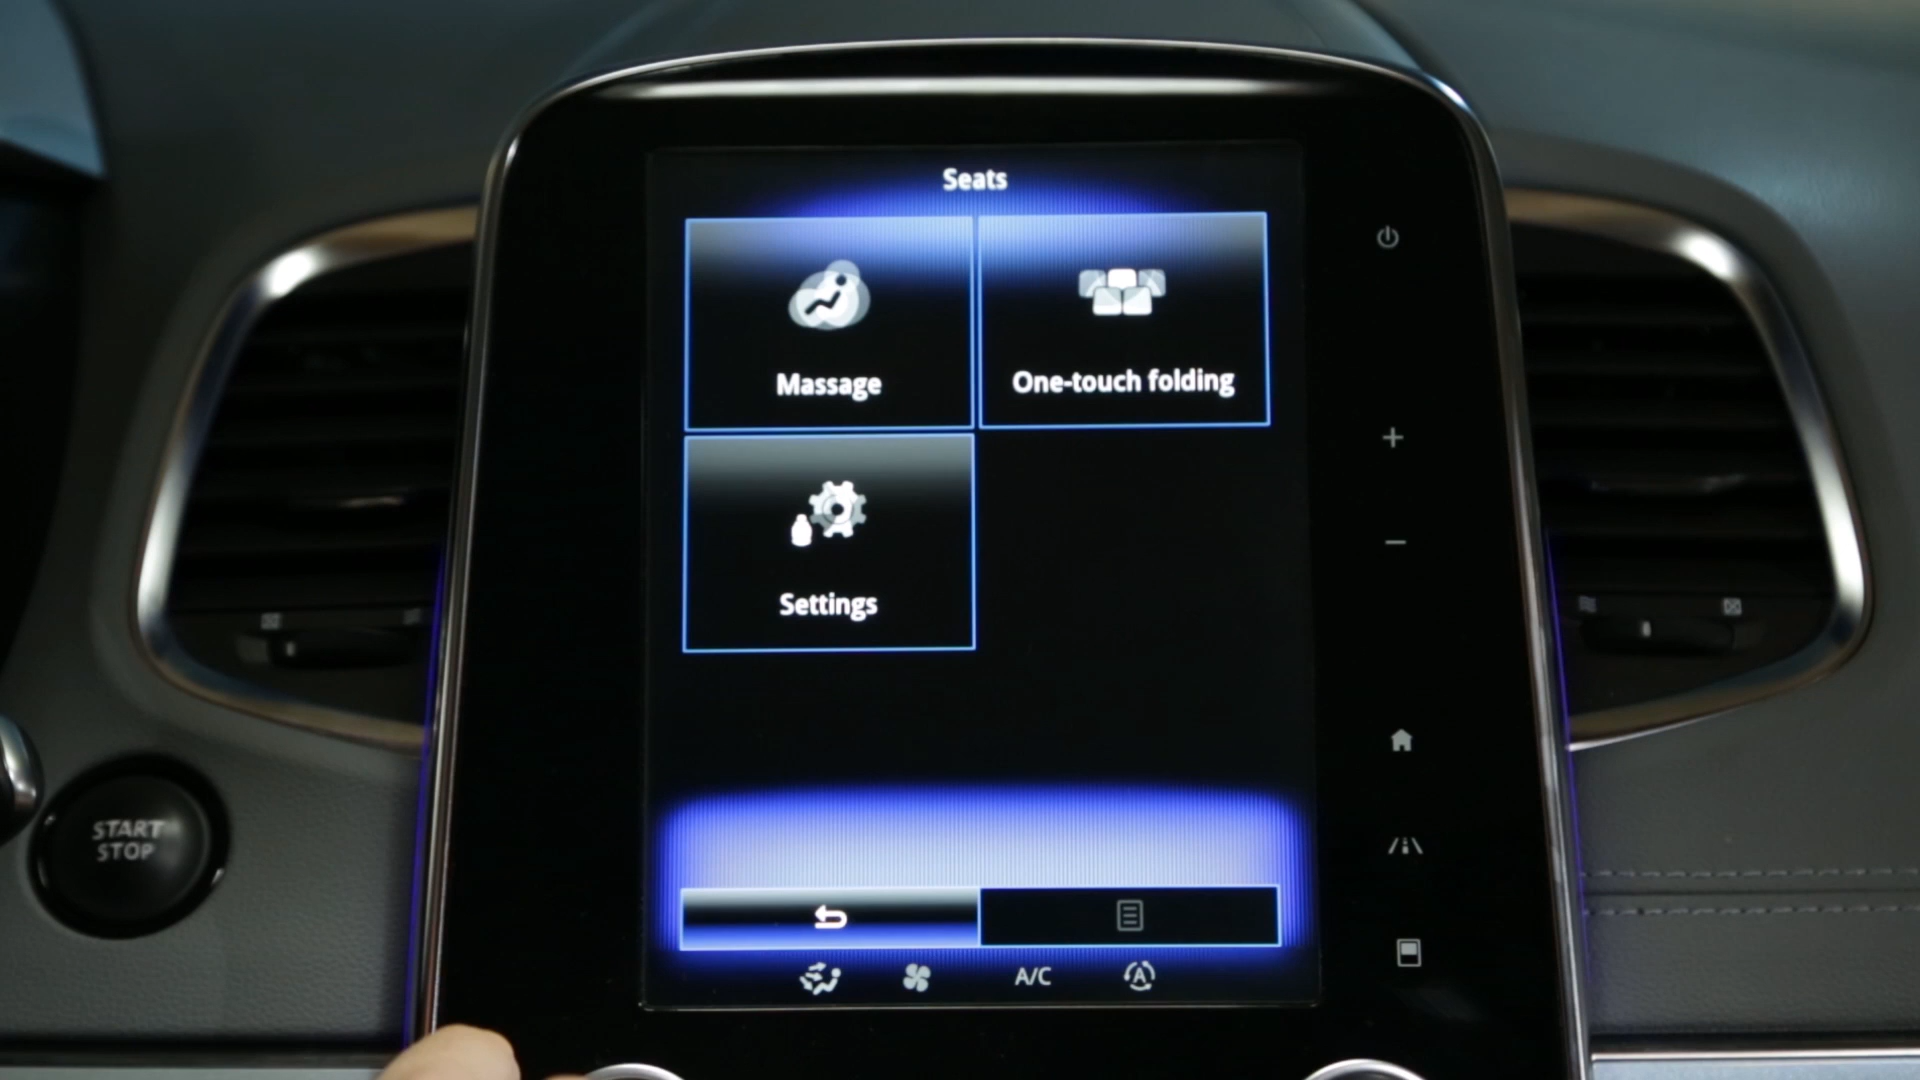 Seats
Massage
One-touch folding
Settings
START
STOP
A/C
A